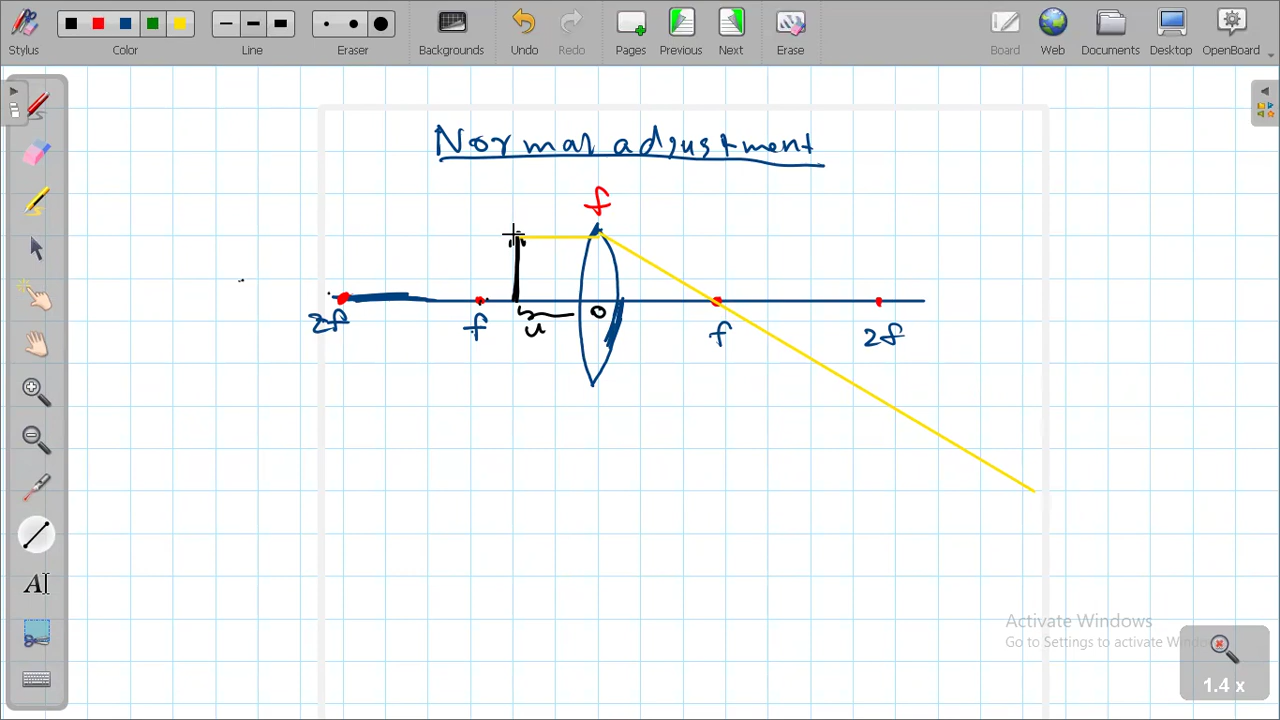 Stylus
Color
Line
Eraser
Backgrounds
Undo
Redo
Pages
Previous
Next
Erase
Board
Web
Documents
Desktop
OpenBoard
Normal adjustment
f
2f
f
u
o
f
2f
AI
Activate Windows
Go to Settings to activate Windows
1.4 x